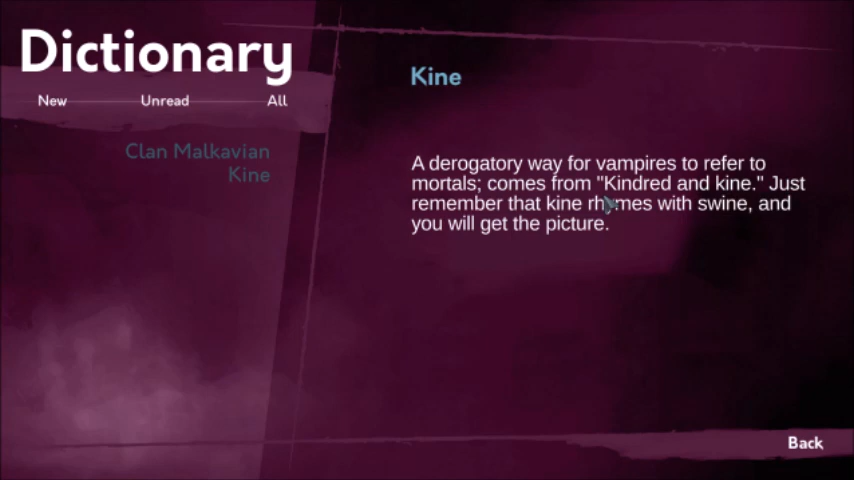 Dictionary
New Unread All
Clan Malkavian
Kine
Kine
A derogatory way for vampires to refer to
mortals; comes from "Kindred and kine." Just
remember that kine rhymes with swine, and
you will get the picture.
Back